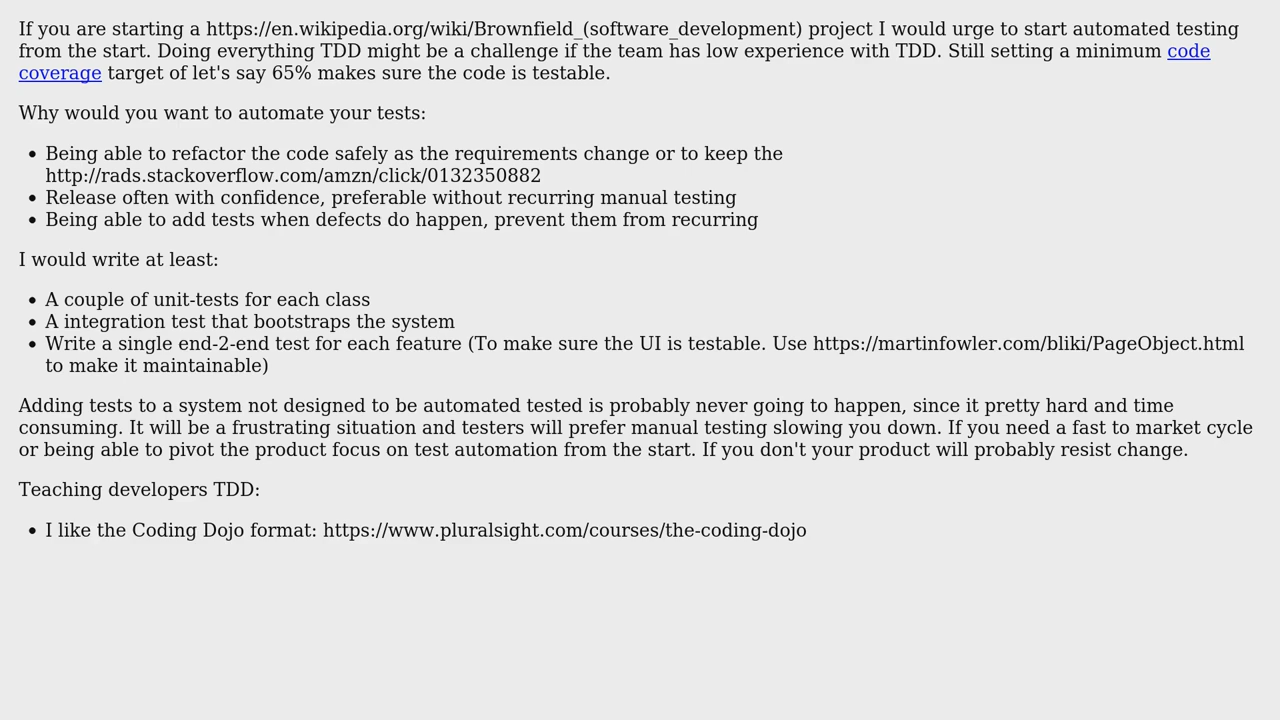 If you are starting a https://en.wikipedia.org/wiki/Brownfield_(software_development) project I would urge to start automated testing
from the start. Doing everything TDD might be a challenge if the team has low experience with TDD. Still setting a minimum code
coverage target of let's say 65% makes sure the code is testable.
Why would you want to automate your tests:
• Being able to refactor the code safely as the requirements change or to keep the
http://rads.stackoverflow.com/amzn/click/0132350882
• Release often with confidence, preferable without recurring manual testing
• Being able to add tests when defects do happen, prevent them from recurring
I would write at least:
• A couple of unit-tests for each class
• A integration test that bootstraps the system
• Write a single end-2-end test for each feature (To make sure the UI is testable. Use https://martinfowler.com/bliki/PageObject.html
to make it maintainable)
Adding tests to a system not designed to be automated tested is probably never going to happen, since it pretty hard and time
consuming. It will be a frustrating situation and testers will prefer manual testing slowing you down. If you need a fast to market cycle
or being able to pivot the product focus on test automation from the start. If you don't your product will probably resist change.
Teaching developers TDD:
• I like the Coding Dojo format: https://www.pluralsight.com/courses/the-coding-dojo